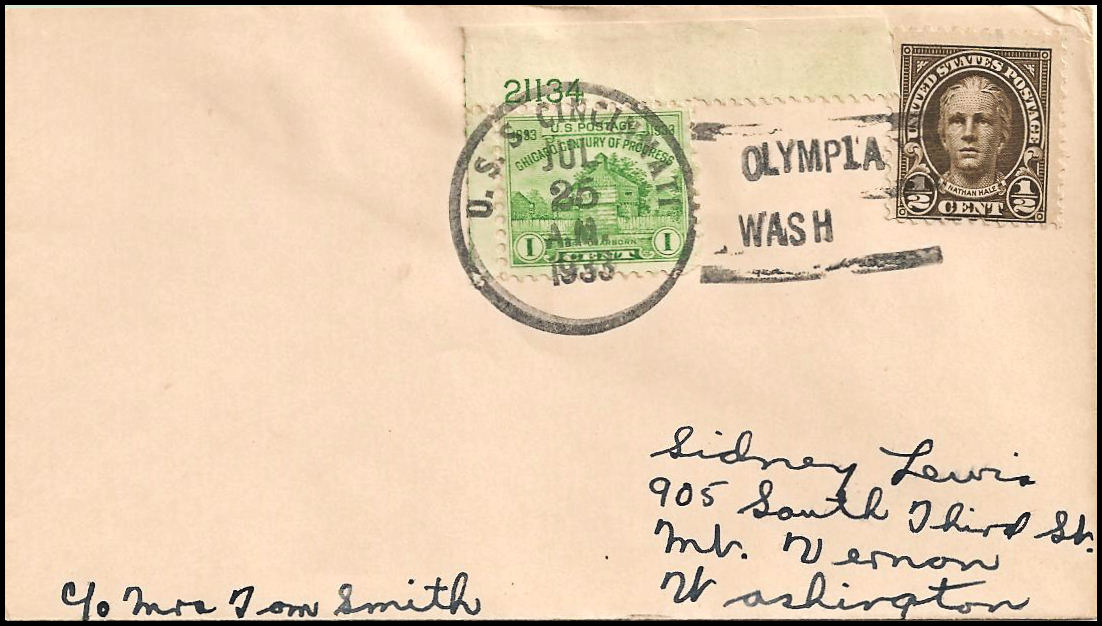 21134
U. S. S. CINCINNATI
JUL
25
A.M.
1933
1833 U.S. POSTAGE 1933
CHICAGO CENTURY OF PROGRESS
FORT DEARBORN
1 CENT 1
OLYMPIA
WASH
UNITED STATES POSTAGE
NATHAN HALE
1/2 CENT 1/2
Sidney Lewis
905 South Third St.
Mt. Vernon
Washington
c/o Mrs Tom Smith